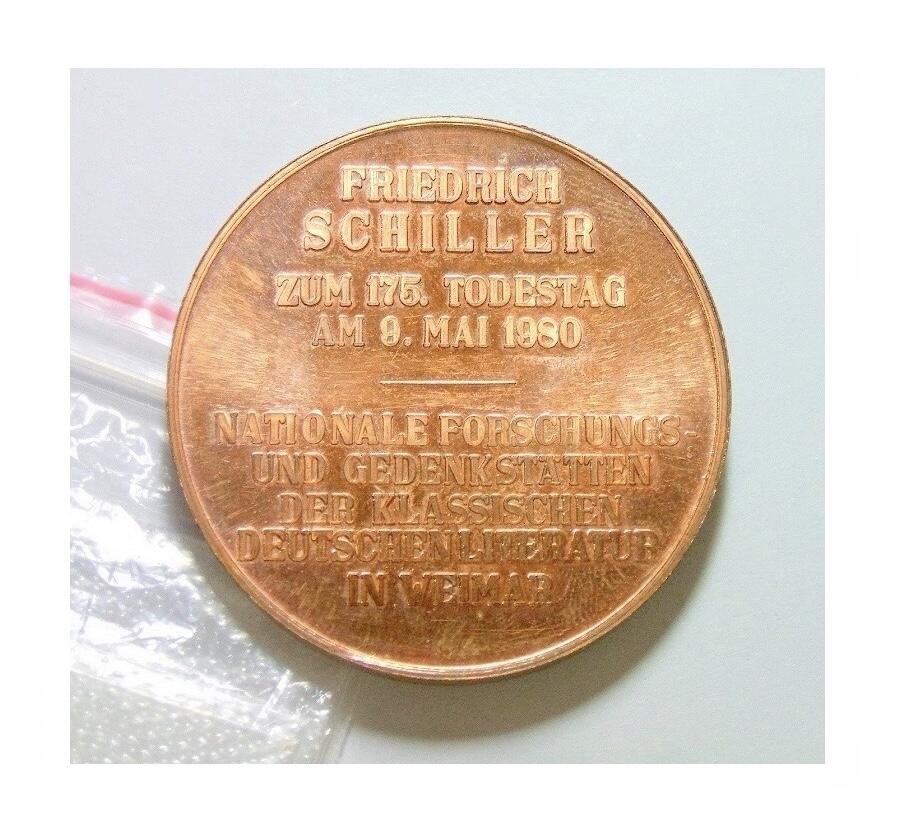 FRIEDRICH
SCHILLER
ZUM 175. TODESTAG
AM 9. MAI 1980
NATIONALE FORSCHUNGS-
UND GEDENKSTÄTTEN
DER KLASSISCHEN
DEUTSCHEN LITERATUR
IN WEIMAR